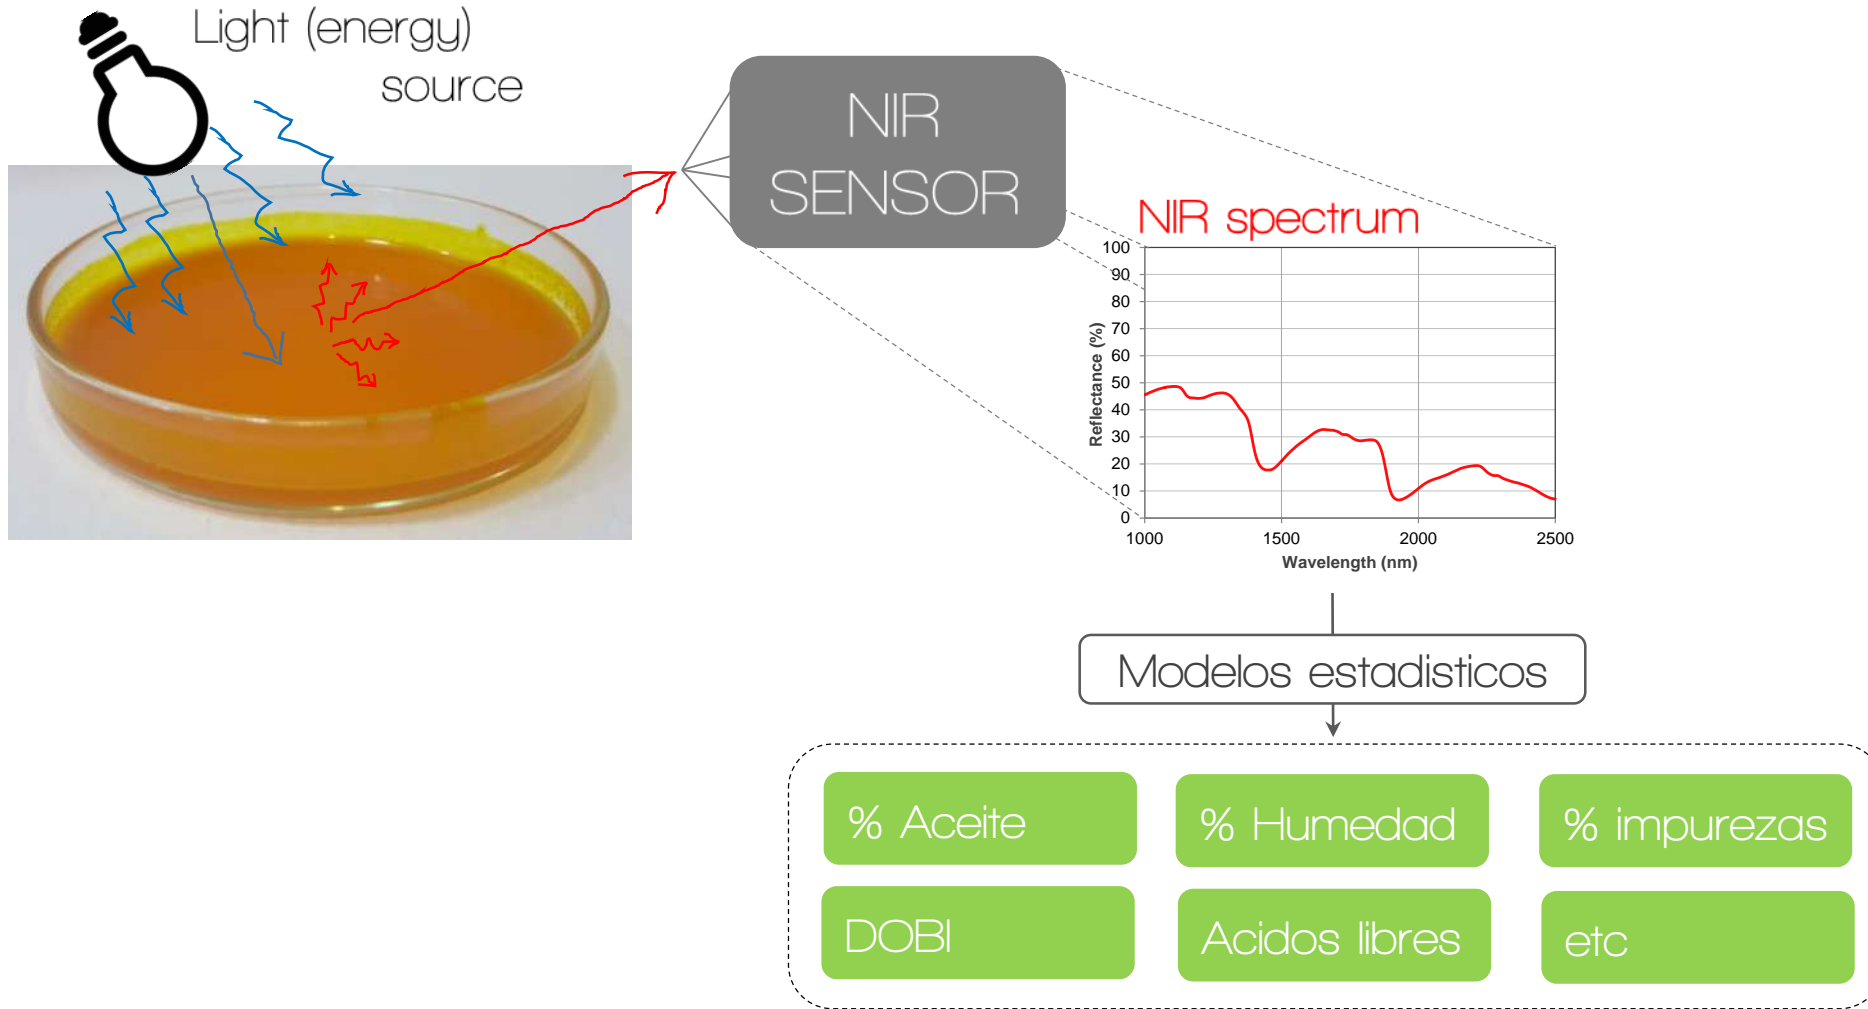 Light (energy)
source
NIR
SENSOR
NIR spectrum
100
90
80
70
60
50
40
30
20
10
0
Reflectance (%)
1000 1500 2000 2500
Wavelength (nm)
Modelos estadisticos
% Aceite % Humedad % impurezas
DOBI Acidos libres etc